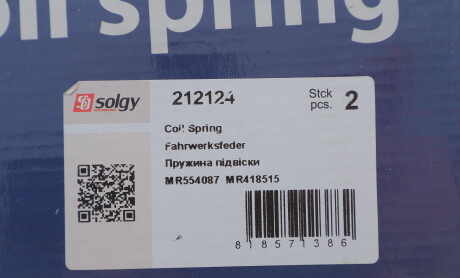 oil spring
solgy
212124
Stck pcs. 2
Coil Spring
Fahrwerksfeder
Пружина підвіски
MR554087 MR418515
818571386